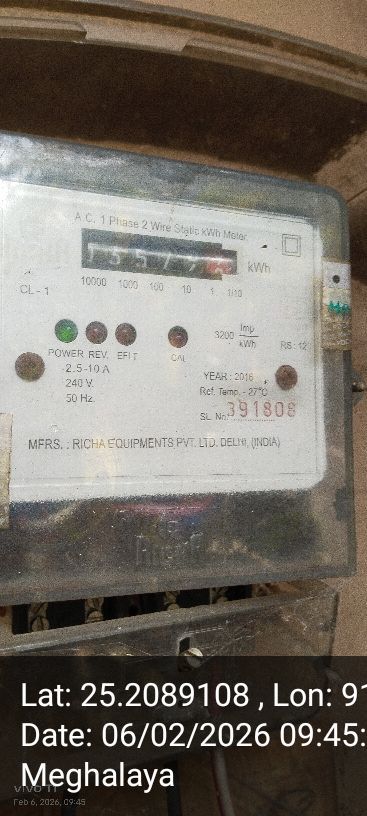 A.C. 1 Phase 2 Wire Static kWh Meter
kWh
10000 1000 100 10 1 1/10
CL - 1
3200 Imp/kWh
RS : 12
POWER REV. CAL
2.5-10 A
240 V.
50 Hz.
YEARː 2016
Ref. Temp. - 27°C
SL. No. 391808
MFRS. : RICHA EQUIPMENTS PVT. LTD. DELHI, (INDIA)
Lat: 25.2089108 , Lon: 91
Date: 06/02/2026 09:45:
Meghalaya
Feb 6, 2026, 09:45